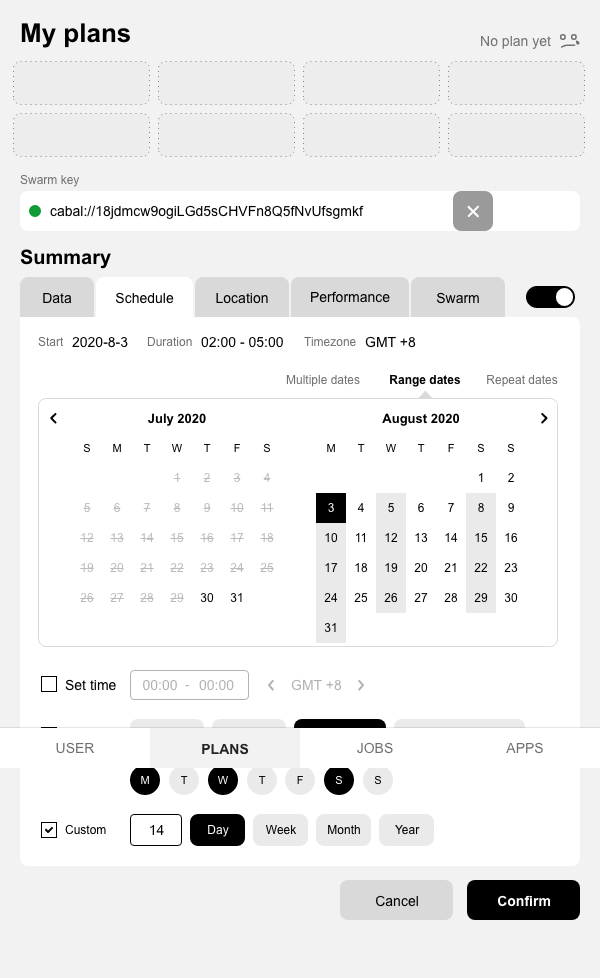 My plans
No plan yet
Swarm key
cabal://18jdmcw9ogiLGd5sCHVFn8Q5fNvUfsgmkf
Summary
Data Schedule Location Performance Swarm
Start 2020-8-3 Duration 02:00 - 05:00 Timezone GMT +8
Multiple dates Range dates Repeat dates
July 2020 August 2020
S M T W T F S M T W T F S S
1 2 3 4 1 2
5 6 7 8 9 10 11 3 4 5 6 7 8 9
12 13 14 15 16 17 18 10 11 12 13 14 15 16
19 20 21 22 23 24 25 17 18 19 20 21 22 23
26 27 28 29 30 31 24 25 26 27 28 29 30
31
Set time 00:00 - 00:00 GMT +8
USER PLANS JOBS APPS
M T W T F S S
Custom 14 Day Week Month Year
Cancel Confirm